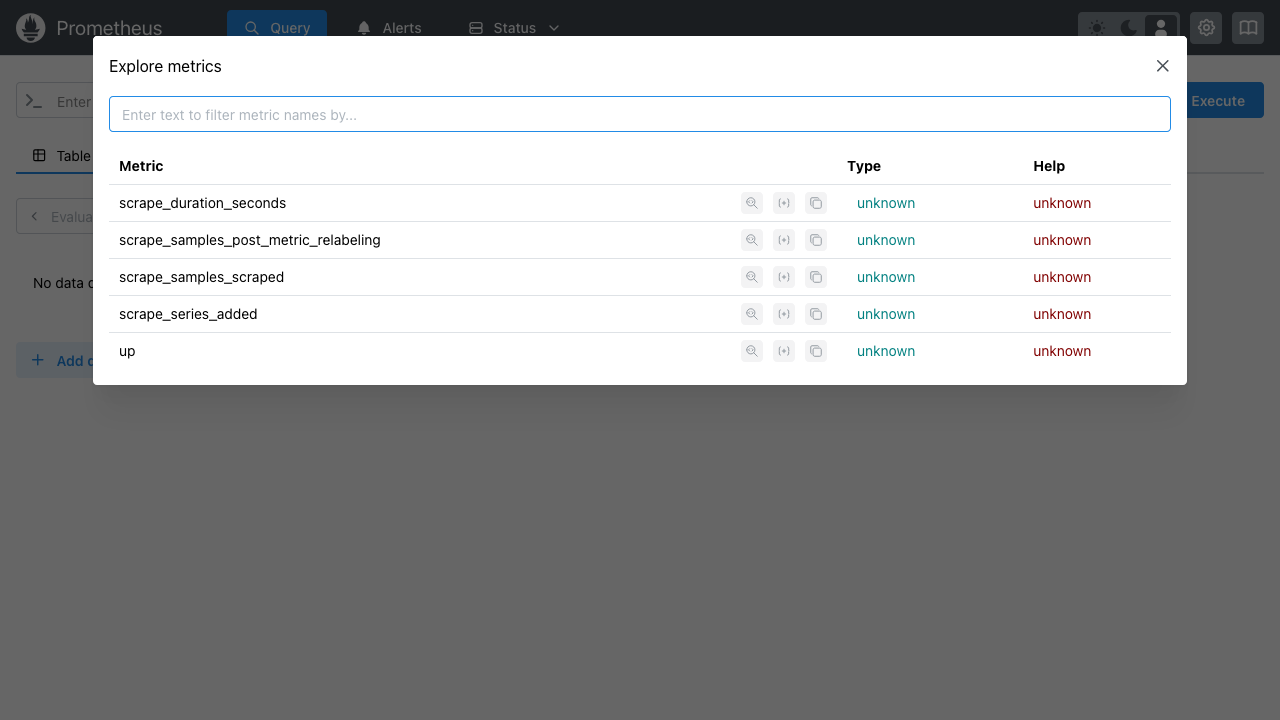 Prometheus
Query
Alerts
Status
Explore metrics
Enter
Enter text to filter metric names by...
Execute
Table
Metric Type Help
scrape_duration_seconds unknown unknown
scrape_samples_post_metric_relabeling unknown unknown
scrape_samples_scraped unknown unknown
scrape_series_added unknown unknown
up unknown unknown
Evalua
No data
Add